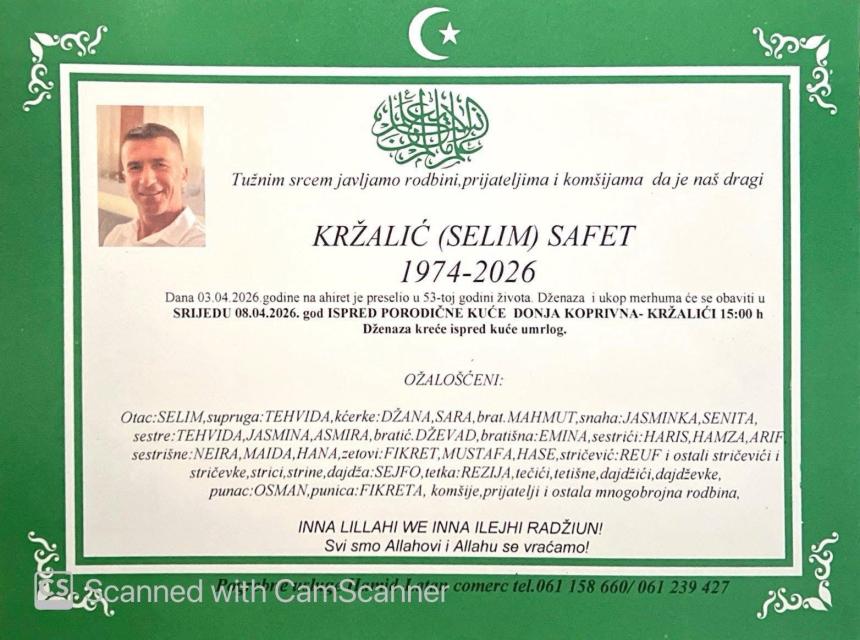 Tužnim srcem javljamo rodbini,prijateljima i komšijama da je naš dragi
KRŽALIĆ (SELIM) SAFET
1974-2026
Dana 03.04.2026.godine na ahiret je preselio u 53-toj godini života. Dženaza i ukop merhuma će se obaviti u
SRIJEDU 08.04.2026. god ISPRED PORODIČNE KUĆE DONJA KOPRIVNA- KRŽALIĆI 15:00 h
Dženaza kreće ispred kuće umrlog.
OŽALOŠĆENI:
Otac:SELIM,supruga:TEHVIDA,kćerke:DŽANA,SARA,brat.MAHMUT,snaha:JASMINKA,SENITA,
sestre:TEHVIDA,JASMINA,ASMIRA,bratić.DŽEVAD,bratišna:EMINA,sestrići:HARIS,HAMZA,ARIF,
sestrišne:NEIRA,MAIDA,HANA,zetovi:FIKRET,MUSTAFA,HASE,stričević:REUF i ostali stričevići i
stričevke,strici,strine,dajdža:SEJFO,tetka:REZIJA,tečići,tetišne,dajdžići,dajdževke,
punac:OSMAN,punica:FIKRETA, komšije,prijatelji i ostala mnogobrojna rodbina,
INNA LILLAHI WE INNA ILEJHI RADŽIUN!
Svi smo Allahovi i Allahu se vraćamo!
comerc tel.061 158 660/ 061 239 427
CS Scanned with CamScanner